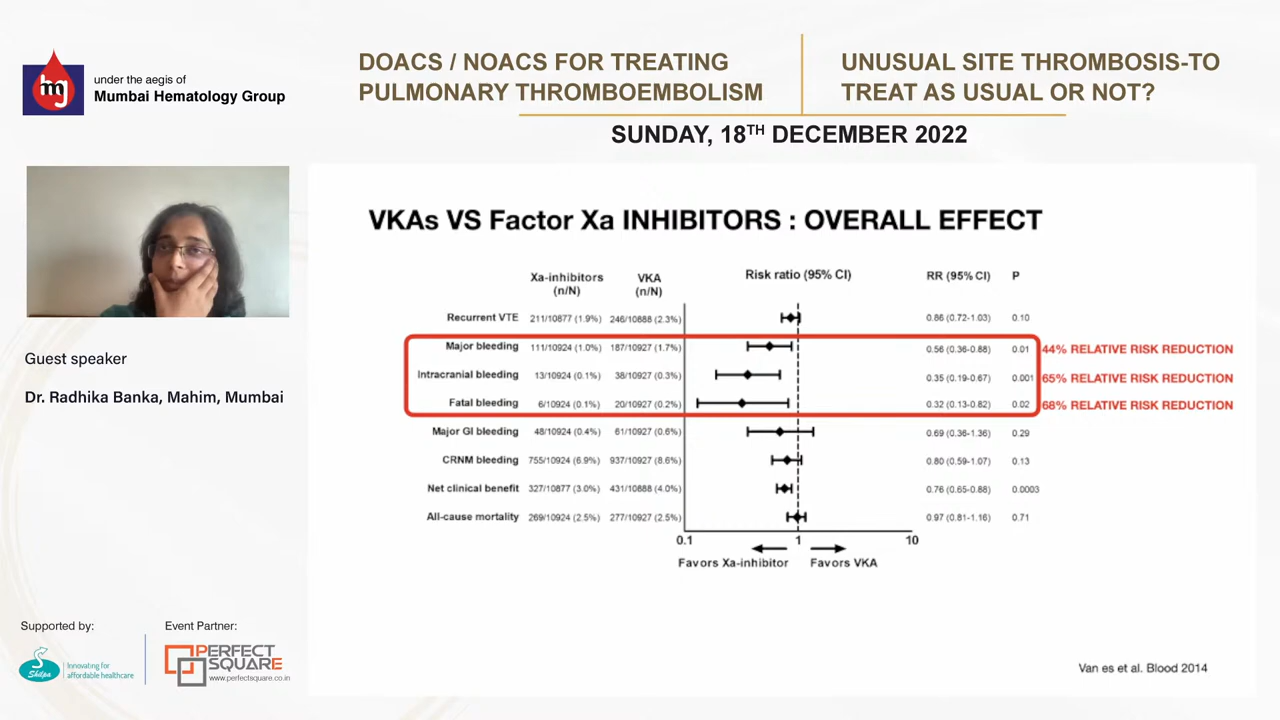 mg
under the aegis of
Mumbai Hematology Group
DOACS / NOACS FOR TREATING
PULMONARY THROMBOEMBOLISM
UNUSUAL SITE THROMBOSIS-TO
TREAT AS USUAL OR NOT?
SUNDAY, 18TH DECEMBER 2022
Guest speaker
Dr. Radhika Banka, Mahim, Mumbai
VKAs VS Factor Xa INHIBITORS : OVERALL EFFECT
Xa-inhibitors (n/N) VKA (n/N) Risk ratio (95% CI) RR (95% CI) P
Recurrent VTE 211/10877 (1.9%) 246/10888 (2.3%) 0.86 (0.72-1.03) 0.10
Major bleeding 111/10924 (1.0%) 187/10927 (1.7%) 0.56 (0.36-0.88) 0.01 44% RELATIVE RISK REDUCTION
Intracranial bleeding 13/10924 (0.1%) 38/10927 (0.3%) 0.35 (0.19-0.67) 0.001 65% RELATIVE RISK REDUCTION
Fatal bleeding 6/10924 (0.1%) 20/10927 (0.2%) 0.32 (0.13-0.82) 0.02 68% RELATIVE RISK REDUCTION
Major GI bleeding 48/10924 (0.4%) 61/10927 (0.6%) 0.69 (0.36-1.36) 0.29
CRNM bleeding 755/10924 (6.9%) 937/10927 (8.6%) 0.80 (0.59-1.07) 0.13
Net clinical benefit 327/10877 (3.0%) 431/10888 (4.0%) 0.76 (0.65-0.88) 0.0003
All-cause mortality 269/10924 (2.5%) 277/10927 (2.5%) 0.97 (0.81-1.16) 0.71
0.1 1 10
Favors Xa-inhibitor Favors VKA
Van es et al. Blood 2014
Supported by:
Shilpa
Innovating for
affordable healthcare
Event Partner:
PERFECT
SQUARE
www.perfectsquare.co.in